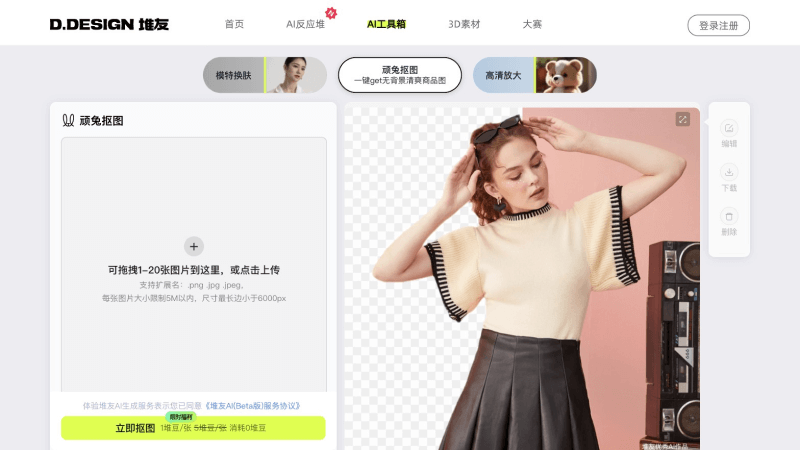 D.DESIGN 堆友
首页
AI反应堆
AI工具箱
3D素材
大赛
登录注册
模特换肤
顽兔抠图
一键get无背景清爽商品图
高清放大
顽兔抠图
可拖拽1-20张图片到这里，或点击上传
支持扩展名：.png .jpg .jpeg，
每张图片大小限制5M以内，尺寸最长边小于6000px
体验堆友AI生成服务表示您已同意《堆友AI(Beta版)服务协议》
限时福利
立即抠图 1堆豆/张 5堆豆/张 消耗0堆豆
编辑
下载
删除
堆友优秀AI作品